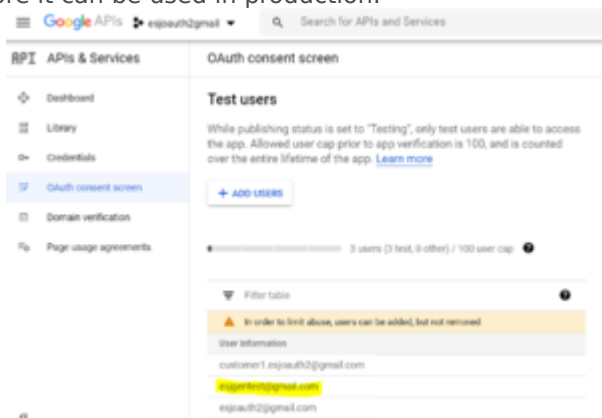 ore it can be used in production.
Google APIs esjoauth2gmail Search for APIs and Services
API APIs & Services
OAuth consent screen
Dashboard
Library
Credentials
OAuth consent screen
Domain verification
Page usage agreements
Test users
While publishing status is set to "Testing", only test users are able to access
the app. Allowed user cap prior to app verification is 100, and is counted
over the entire lifetime of the app. Learn more
+ ADD USERS
3 users (3 test, 0 other) / 100 user cap
Filter table
In order to limit abuse, users can be added, but not removed
User information
customer1.esjoauth2@gmail.com
esjoauth2@gmail.com